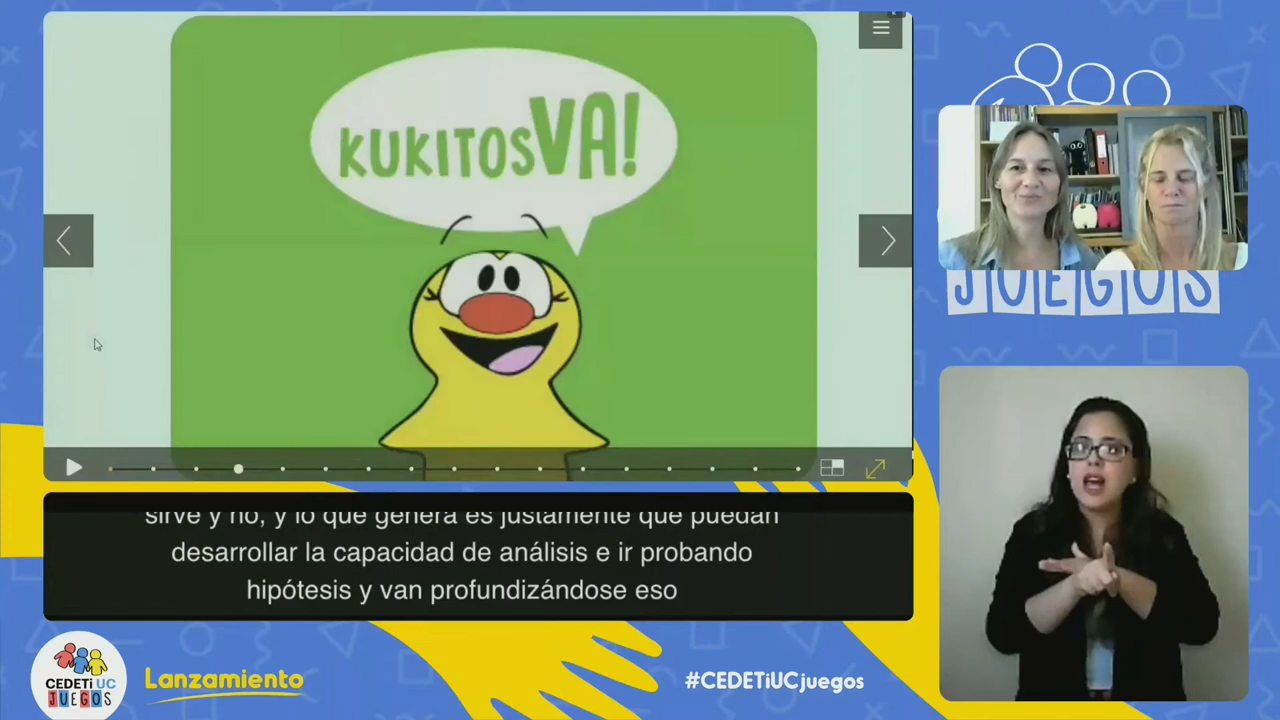 KUKITOSVA!
JUEGOS
sirve y no, y lo que genera es justamente que puedan
desarrollar la capacidad de análisis e ir probando
hipótesis y van profundizándose eso
CEDETi UC
JUEGOS
Lanzamiento
#CEDETiUCjuegos